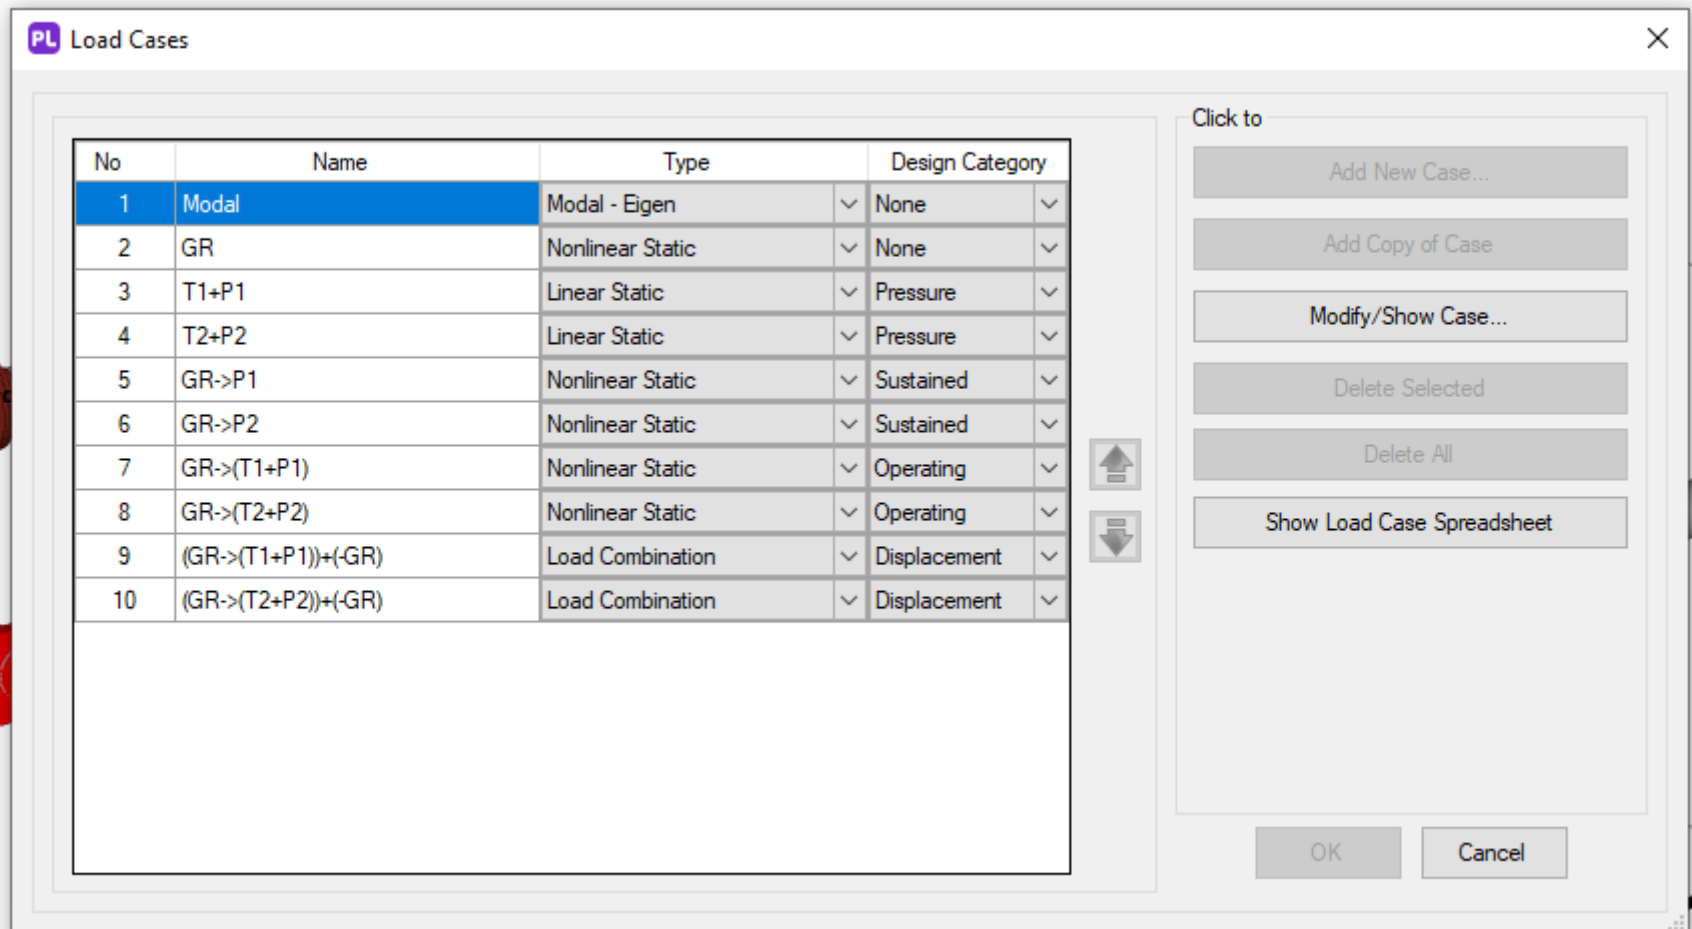 PL Load Cases
Click to
No Name Type Design Category
1 Modal Modal - Eigen None
2 GR Nonlinear Static None
3 T1+P1 Linear Static Pressure
4 T2+P2 Linear Static Pressure
5 GR->P1 Nonlinear Static Sustained
6 GR->P2 Nonlinear Static Sustained
7 GR->(T1+P1) Nonlinear Static Operating
8 GR->(T2+P2) Nonlinear Static Operating
9 (GR->(T1+P1))+(-GR) Load Combination Displacement
10 (GR->(T2+P2))+(-GR) Load Combination Displacement
Add New Case...
Add Copy of Case
Modify/Show Case...
Delete Selected
Delete All
Show Load Case Spreadsheet
OK Cancel